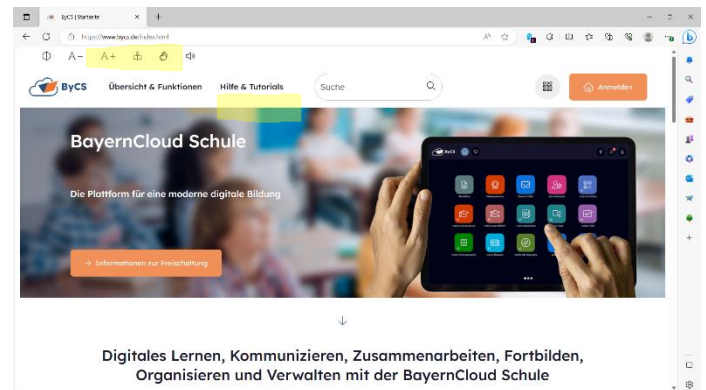 ByCS | Startseite
https://www.bycs.de/index.html
A− A+
ByCS Übersicht & Funktionen Hilfe & Tutorials Suche Anmelden
BayernCloud Schule
Die Plattform für eine moderne digitale Bildung
→ Informationen zur Freischaltung
ByCS
Digitales Lernen, Kommunizieren, Zusammenarbeiten, Fortbilden,
Organisieren und Verwalten mit der BayernCloud Schule